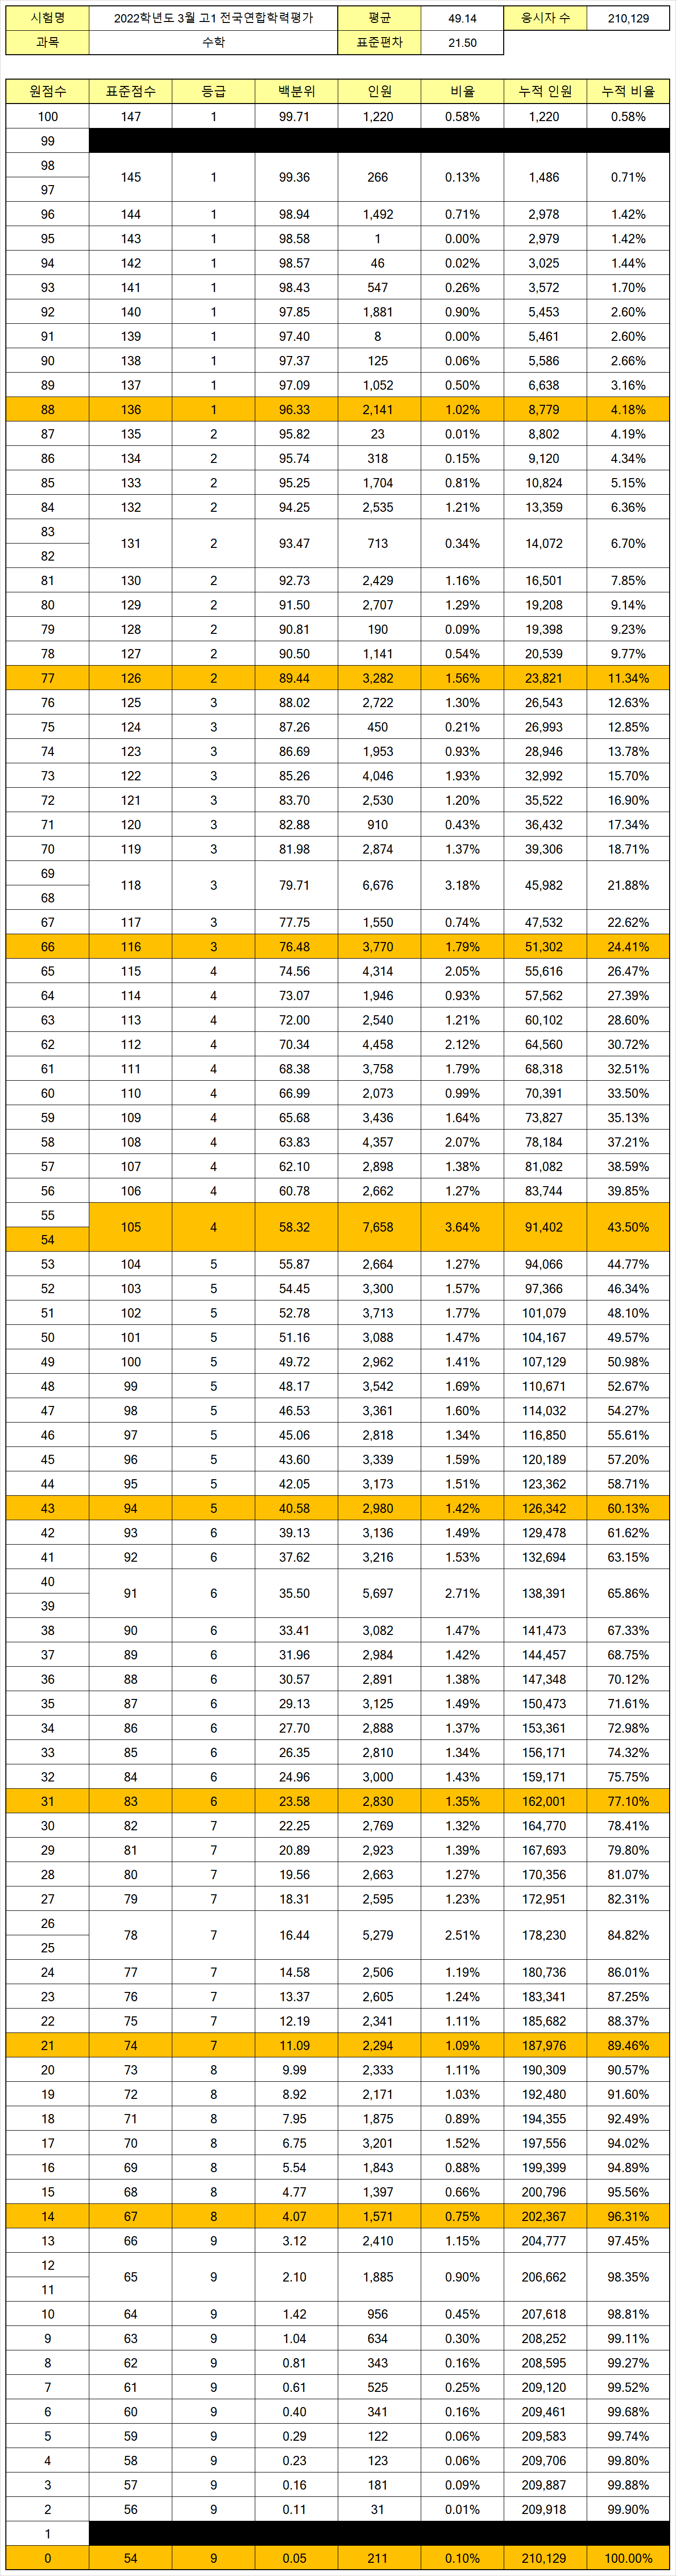 시험명 2022학년도 3월 고1 전국연합학력평가 평균 49.14 응시자 수 210,129
과목 수학 표준편차 21.50
원점수 표준점수 등급 백분위 인원 비율 누적 인원 누적 비율
100 147 1 99.71 1,220 0.58% 1,220 0.58%
99
98
145 1 99.36 266 0.13% 1,486 0.71%
97
96 144 1 98.94 1,492 0.71% 2,978 1.42%
95 143 1 98.58 1 0.00% 2,979 1.42%
94 142 1 98.57 46 0.02% 3,025 1.44%
93 141 1 98.43 547 0.26% 3,572 1.70%
92 140 1 97.85 1,881 0.90% 5,453 2.60%
91 139 1 97.40 8 0.00% 5,461 2.60%
90 138 1 97.37 125 0.06% 5,586 2.66%
89 137 1 97.09 1,052 0.50% 6,638 3.16%
88 136 1 96.33 2,141 1.02% 8,779 4.18%
87 135 2 95.82 23 0.01% 8,802 4.19%
86 134 2 95.74 318 0.15% 9,120 4.34%
85 133 2 95.25 1,704 0.81% 10,824 5.15%
84 132 2 94.25 2,535 1.21% 13,359 6.36%
83
131 2 93.47 713 0.34% 14,072 6.70%
82
81 130 2 92.73 2,429 1.16% 16,501 7.85%
80 129 2 91.50 2,707 1.29% 19,208 9.14%
79 128 2 90.81 190 0.09% 19,398 9.23%
78 127 2 90.50 1,141 0.54% 20,539 9.77%
77 126 2 89.44 3,282 1.56% 23,821 11.34%
76 125 3 88.02 2,722 1.30% 26,543 12.63%
75 124 3 87.26 450 0.21% 26,993 12.85%
74 123 3 86.69 1,953 0.93% 28,946 13.78%
73 122 3 85.26 4,046 1.93% 32,992 15.70%
72 121 3 83.70 2,530 1.20% 35,522 16.90%
71 120 3 82.88 910 0.43% 36,432 17.34%
70 119 3 81.98 2,874 1.37% 39,306 18.71%
69
118 3 79.71 6,676 3.18% 45,982 21.88%
68
67 117 3 77.75 1,550 0.74% 47,532 22.62%
66 116 3 76.48 3,770 1.79% 51,302 24.41%
65 115 4 74.56 4,314 2.05% 55,616 26.47%
64 114 4 73.07 1,946 0.93% 57,562 27.39%
63 113 4 72.00 2,540 1.21% 60,102 28.60%
62 112 4 70.34 4,458 2.12% 64,560 30.72%
61 111 4 68.38 3,758 1.79% 68,318 32.51%
60 110 4 66.99 2,073 0.99% 70,391 33.50%
59 109 4 65.68 3,436 1.64% 73,827 35.13%
58 108 4 63.83 4,357 2.07% 78,184 37.21%
57 107 4 62.10 2,898 1.38% 81,082 38.59%
56 106 4 60.78 2,662 1.27% 83,744 39.85%
55
105 4 58.32 7,658 3.64% 91,402 43.50%
54
53 104 5 55.87 2,664 1.27% 94,066 44.77%
52 103 5 54.45 3,300 1.57% 97,366 46.34%
51 102 5 52.78 3,713 1.77% 101,079 48.10%
50 101 5 51.16 3,088 1.47% 104,167 49.57%
49 100 5 49.72 2,962 1.41% 107,129 50.98%
48 99 5 48.17 3,542 1.69% 110,671 52.67%
47 98 5 46.53 3,361 1.60% 114,032 54.27%
46 97 5 45.06 2,818 1.34% 116,850 55.61%
45 96 5 43.60 3,339 1.59% 120,189 57.20%
44 95 5 42.05 3,173 1.51% 123,362 58.71%
43 94 5 40.58 2,980 1.42% 126,342 60.13%
42 93 6 39.13 3,136 1.49% 129,478 61.62%
41 92 6 37.62 3,216 1.53% 132,694 63.15%
40
91 6 35.50 5,697 2.71% 138,391 65.86%
39
38 90 6 33.41 3,082 1.47% 141,473 67.33%
37 89 6 31.96 2,984 1.42% 144,457 68.75%
36 88 6 30.57 2,891 1.38% 147,348 70.12%
35 87 6 29.13 3,125 1.49% 150,473 71.61%
34 86 6 27.70 2,888 1.37% 153,361 72.98%
33 85 6 26.35 2,810 1.34% 156,171 74.32%
32 84 6 24.96 3,000 1.43% 159,171 75.75%
31 83 6 23.58 2,830 1.35% 162,001 77.10%
30 82 7 22.25 2,769 1.32% 164,770 78.41%
29 81 7 20.89 2,923 1.39% 167,693 79.80%
28 80 7 19.56 2,663 1.27% 170,356 81.07%
27 79 7 18.31 2,595 1.23% 172,951 82.31%
26
78 7 16.44 5,279 2.51% 178,230 84.82%
25
24 77 7 14.58 2,506 1.19% 180,736 86.01%
23 76 7 13.37 2,605 1.24% 183,341 87.25%
22 75 7 12.19 2,341 1.11% 185,682 88.37%
21 74 7 11.09 2,294 1.09% 187,976 89.46%
20 73 8 9.99 2,333 1.11% 190,309 90.57%
19 72 8 8.92 2,171 1.03% 192,480 91.60%
18 71 8 7.95 1,875 0.89% 194,355 92.49%
17 70 8 6.75 3,201 1.52% 197,556 94.02%
16 69 8 5.54 1,843 0.88% 199,399 94.89%
15 68 8 4.77 1,397 0.66% 200,796 95.56%
14 67 8 4.07 1,571 0.75% 202,367 96.31%
13 66 9 3.12 2,410 1.15% 204,777 97.45%
12
65 9 2.10 1,885 0.90% 206,662 98.35%
11
10 64 9 1.42 956 0.45% 207,618 98.81%
9 63 9 1.04 634 0.30% 208,252 99.11%
8 62 9 0.81 343 0.16% 208,595 99.27%
7 61 9 0.61 525 0.25% 209,120 99.52%
6 60 9 0.40 341 0.16% 209,461 99.68%
5 59 9 0.29 122 0.06% 209,583 99.74%
4 58 9 0.23 123 0.06% 209,706 99.80%
3 57 9 0.16 181 0.09% 209,887 99.88%
2 56 9 0.11 31 0.01% 209,918 99.90%
1
0 54 9 0.05 211 0.10% 210,129 100.00%